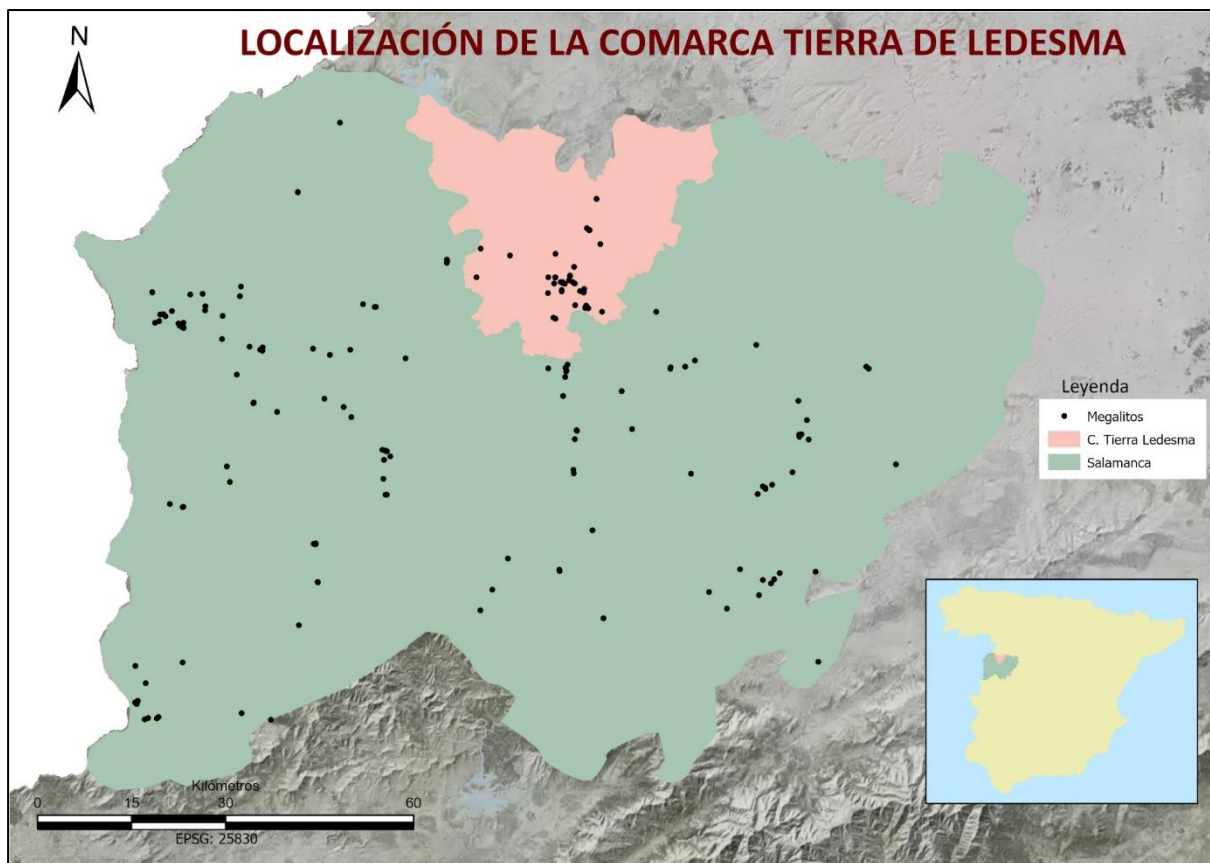 LOCALIZACIÓN DE LA COMARCA TIERRA DE LEDESMA
N
Leyenda
Megalitos
C. Tierra Ledesma
Salamanca
Kilómetros
0 15 30 60
EPSG: 25830